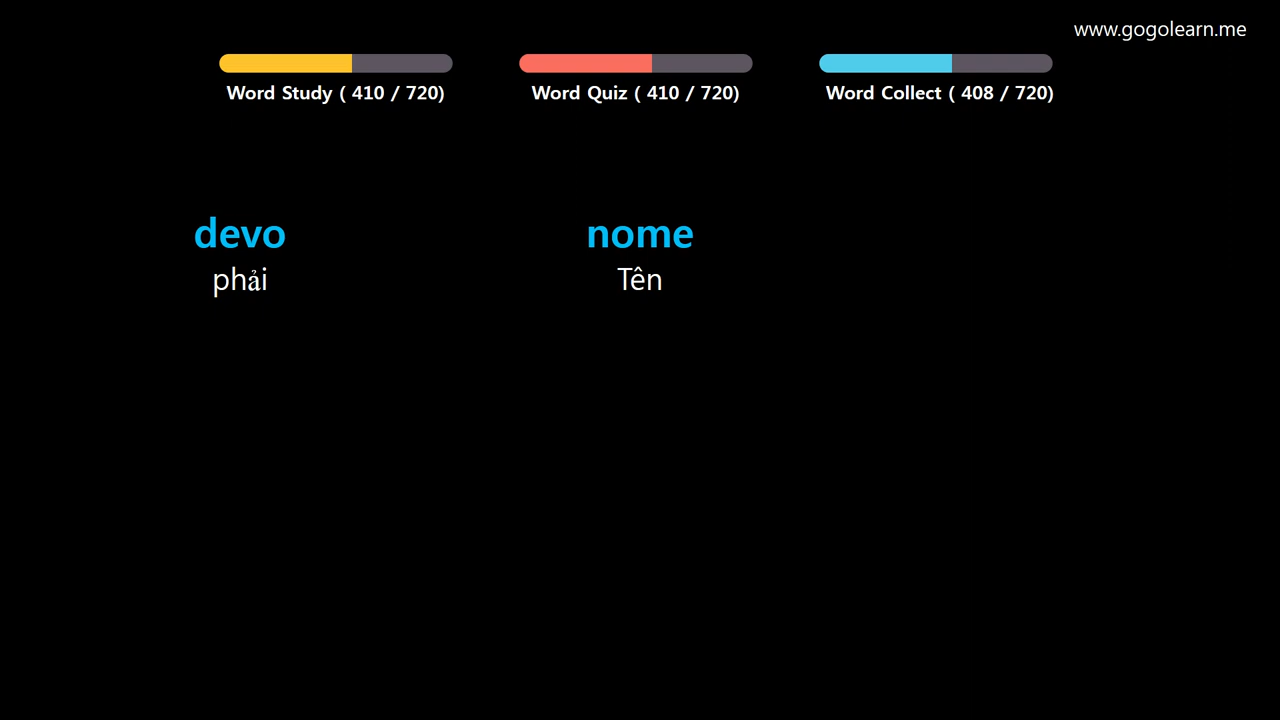 www.gogolearn.me
Word Study ( 410 / 720)
Word Quiz ( 410 / 720)
Word Collect ( 408 / 720)
devo
phải
nome
Tên